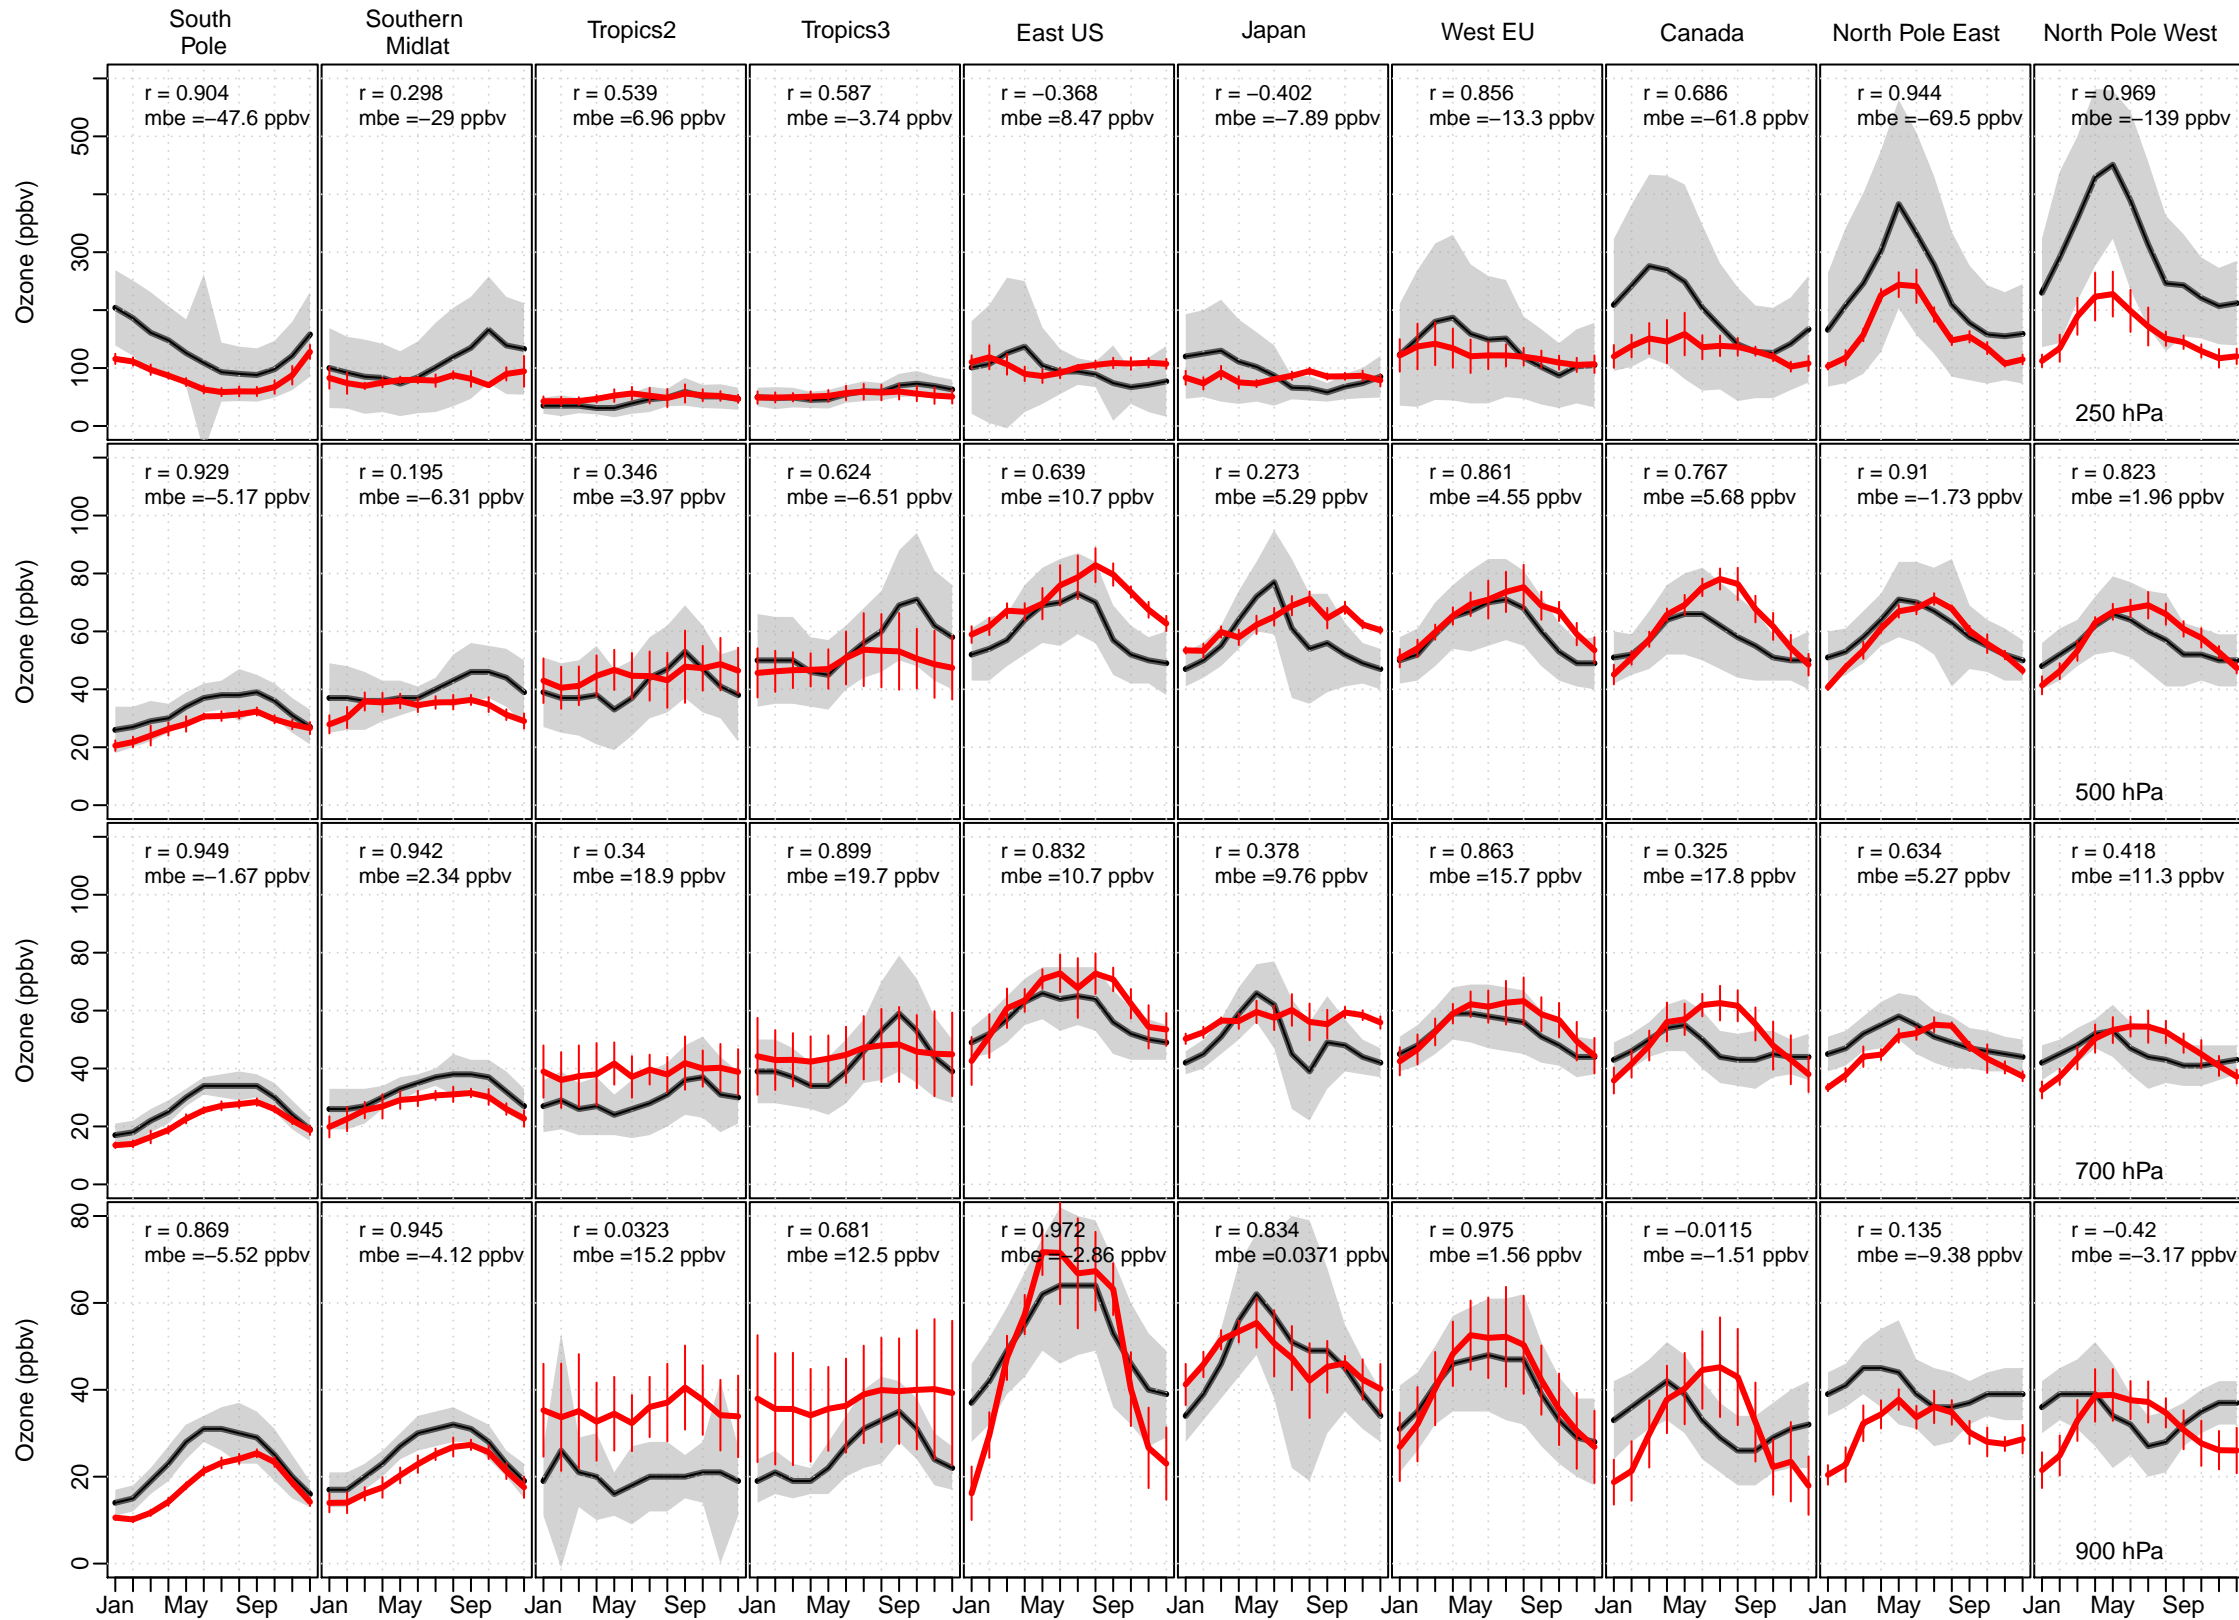 South Pole
Southern Midlat
Tropics2
Tropics3
East US
Japan
West EU
Canada
North Pole East
North Pole West
Ozone (ppbv)
0 100 300 500
r = 0.904
mbe =−47.6 ppbv
r = 0.298
mbe =−29 ppbv
r = 0.539
mbe =6.96 ppbv
r = 0.587
mbe =−3.74 ppbv
r = −0.368
mbe =8.47 ppbv
r = −0.402
mbe =−7.89 ppbv
r = 0.856
mbe =−13.3 ppbv
r = 0.686
mbe =−61.8 ppbv
r = 0.944
mbe =−69.5 ppbv
r = 0.969
mbe =−139 ppbv
250 hPa
Ozone (ppbv)
0 20 40 60 80 100
r = 0.929
mbe =−5.17 ppbv
r = 0.195
mbe =−6.31 ppbv
r = 0.346
mbe =3.97 ppbv
r = 0.624
mbe =−6.51 ppbv
r = 0.639
mbe =10.7 ppbv
r = 0.273
mbe =5.29 ppbv
r = 0.861
mbe =4.55 ppbv
r = 0.767
mbe =5.68 ppbv
r = 0.91
mbe =−1.73 ppbv
r = 0.823
mbe =1.96 ppbv
500 hPa
Ozone (ppbv)
0 20 40 60 80 100
r = 0.949
mbe =−1.67 ppbv
r = 0.942
mbe =2.34 ppbv
r = 0.34
mbe =18.9 ppbv
r = 0.899
mbe =19.7 ppbv
r = 0.832
mbe =10.7 ppbv
r = 0.378
mbe =9.76 ppbv
r = 0.863
mbe =15.7 ppbv
r = 0.325
mbe =17.8 ppbv
r = 0.634
mbe =5.27 ppbv
r = 0.418
mbe =11.3 ppbv
700 hPa
Ozone (ppbv)
0 20 40 60 80
r = 0.869
mbe =−5.52 ppbv
r = 0.945
mbe =−4.12 ppbv
r = 0.0323
mbe =15.2 ppbv
r = 0.681
mbe =12.5 ppbv
r = 0.972
mbe =−2.86 ppbv
r = 0.834
mbe =0.0371 ppbv
r = 0.975
mbe =1.56 ppbv
r = −0.0115
mbe =−1.51 ppbv
r = 0.135
mbe =−9.38 ppbv
r = −0.42
mbe =−3.17 ppbv
900 hPa
Jan May Sep Jan May Sep Jan May Sep Jan May Sep Jan May Sep Jan May Sep Jan May Sep Jan May Sep Jan May Sep Jan May Sep